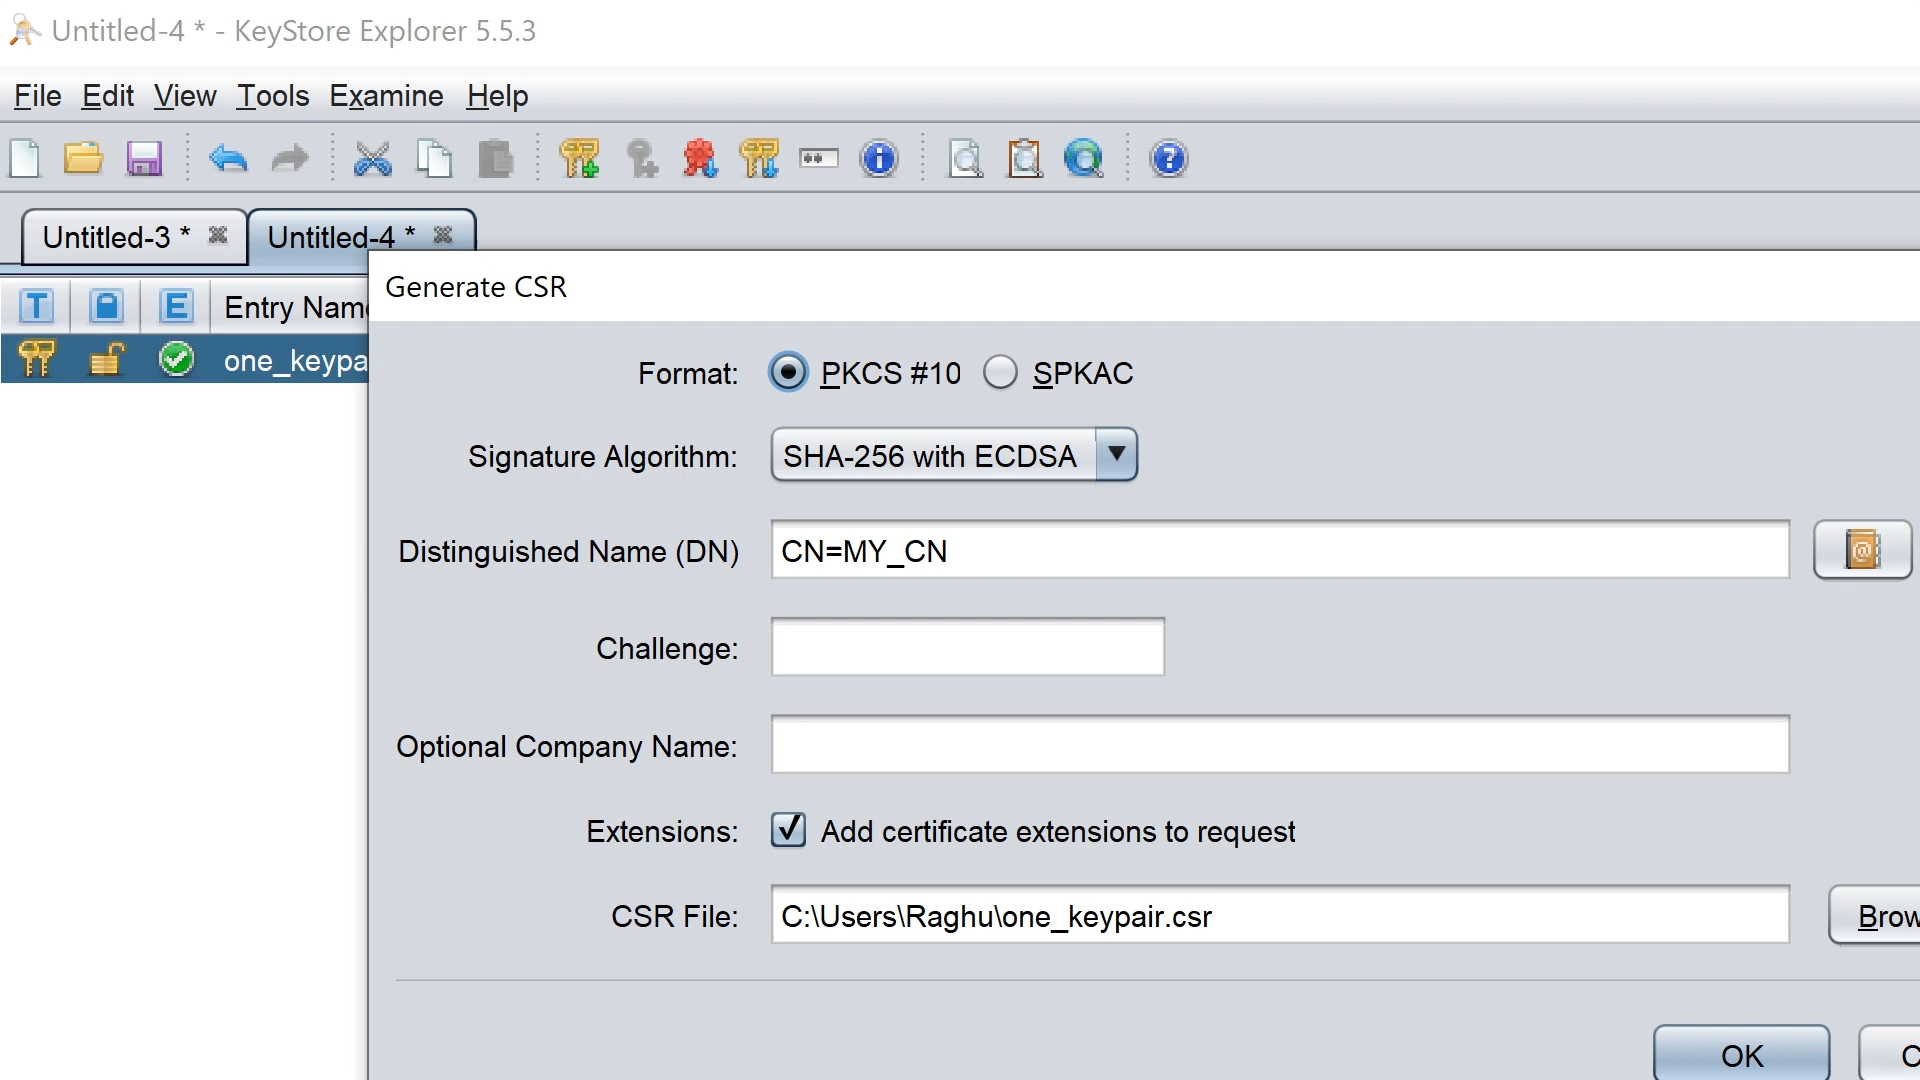 Untitled-4 * - KeyStore Explorer 5.5.3
File Edit View Tools Examine Help
Untitled-3 * Untitled-4 *
Generate CSR
T E Entry Name
one_keypa
Format: PKCS #10 SPKAC
Signature Algorithm: SHA-256 with ECDSA
Distinguished Name (DN) CN=MY_CN
Challenge:
Optional Company Name:
Extensions: Add certificate extensions to request
CSR File: C:\Users\Raghu\one_keypair.csr
Brow
OK C